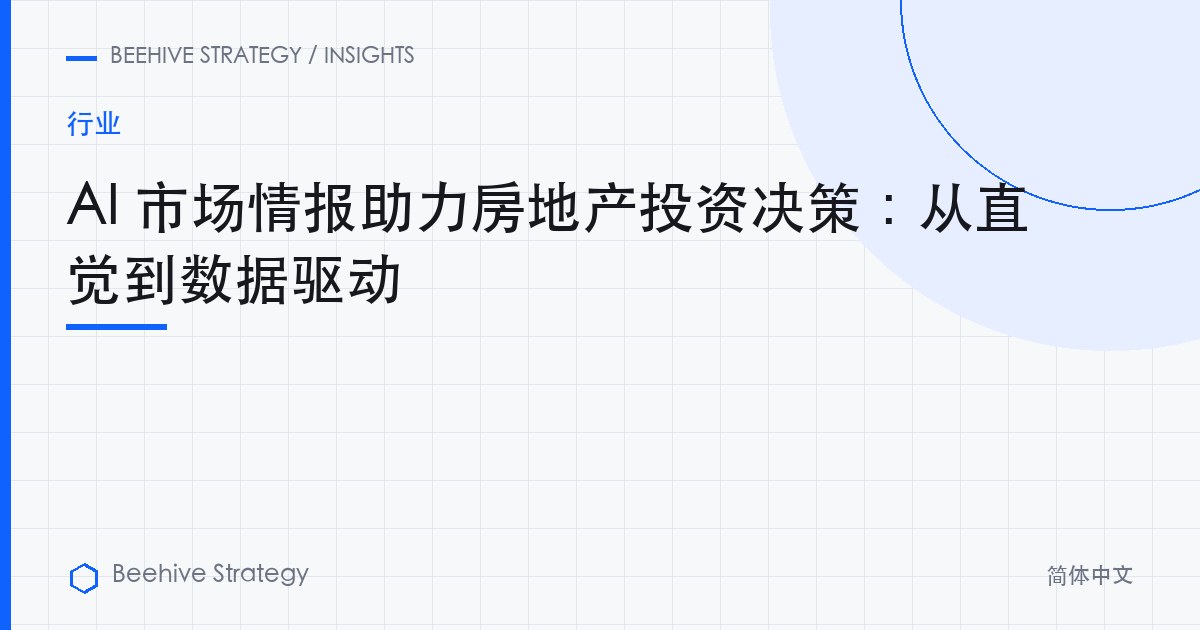 BEEHIVE STRATEGY / INSIGHTS
行业
AI 市场情报助力房地产投资决策：从直
觉到数据驱动
Beehive Strategy
简体中文